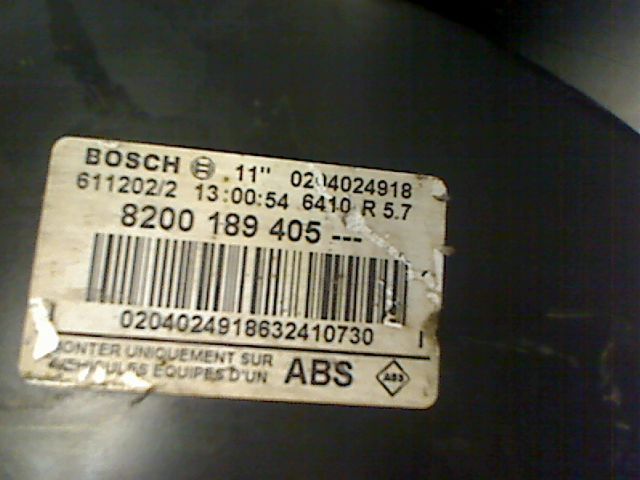 BOSCH 11" 0204024918
611202/2 13:00:54 6410 R 5.7
8200 189 405 ---
0204024918632410730
MONTER UNIQUEMENT SUR
VEHICULES EQUIPES D'UN ABS